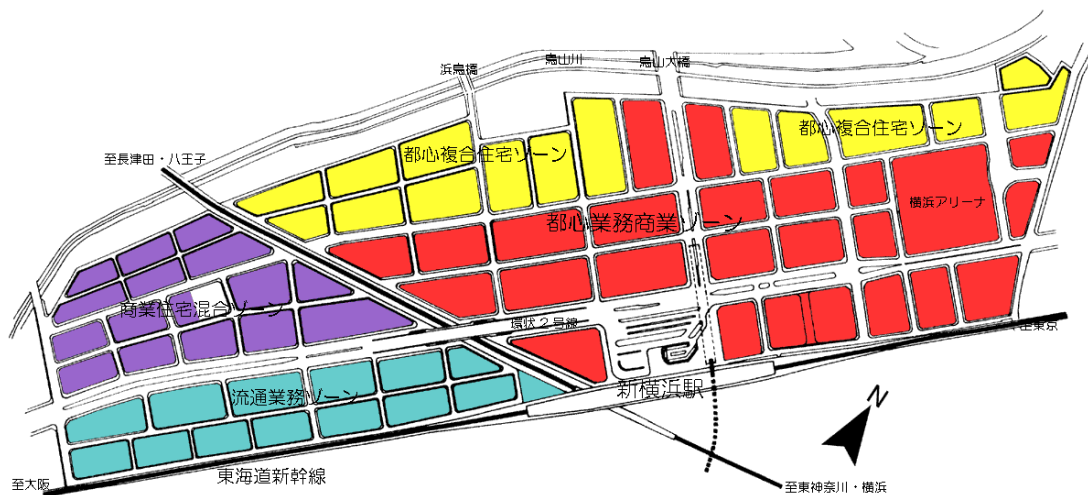 浜鳥橋
鳥山川
鳥山大橋
都心複合住宅ゾーン
都心複合住宅ゾーン
至長津田・八王子
横浜アリーナ
都心業務商業ゾーン
商業住宅混合ゾーン
環状２号線
至東京
新横浜駅
流通業務ゾーン
N
東海道新幹線
至大阪
至東神奈川・横浜